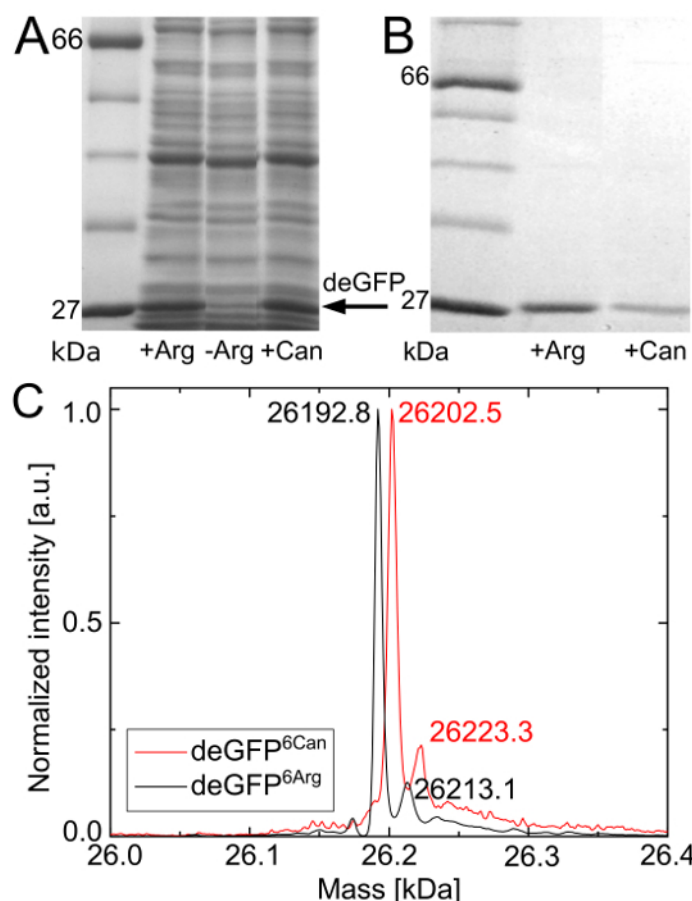 A
66
27
kDa
+Arg -Arg +Can
deGFP
B
66
27
kDa
+Arg +Can
C
26192.8
26202.5
26223.3
26213.1
Normalized intensity [a.u.]
1.0
0.5
0.0
deGFP6Can
deGFP6Arg
26.0 26.1 26.2 26.3 26.4
Mass [kDa]